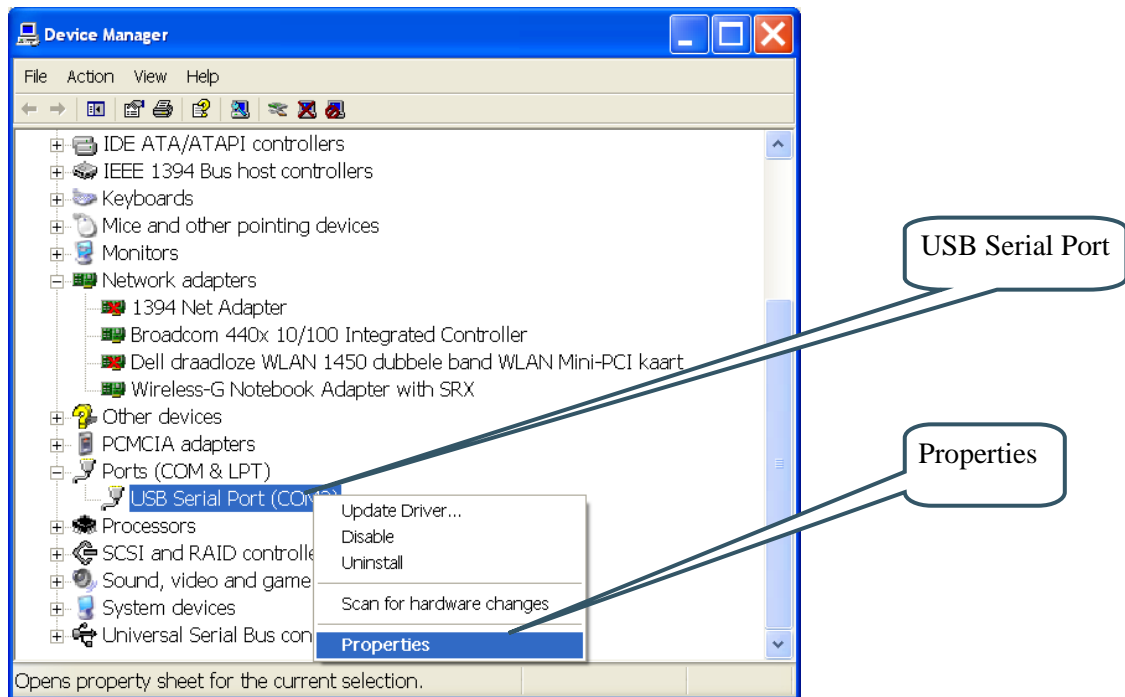 Device Manager
File Action View Help
IDE ATA/ATAPI controllers
IEEE 1394 Bus host controllers
Keyboards
Mice and other pointing devices
Monitors
Network adapters
1394 Net Adapter
Broadcom 440x 10/100 Integrated Controller
Dell draadloze WLAN 1450 dubbele band WLAN Mini-PCI kaart
Wireless-G Notebook Adapter with SRX
Other devices
PCMCIA adapters
Ports (COM & LPT)
USB Serial Port
Processors
SCSI and RAID controlle
Sound, video and game
System devices
Universal Serial Bus con
Update Driver...
Disable
Uninstall
Scan for hardware changes
Properties
Opens property sheet for the current selection.
USB Serial Port
Properties